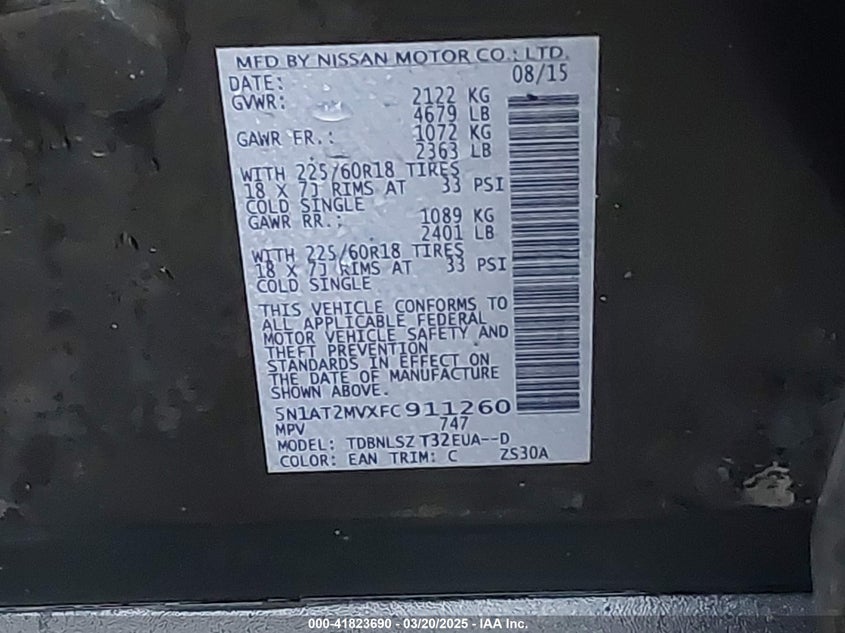 MFD BY NISSAN MOTOR CO., LTD.
DATE: 08/15
GVWR: 2122 KG
4679 LB
GAWR FR.: 1072 KG
2363 LB
WITH 225/60R18 TIRES
18 X 7J RIMS AT 33 PSI
COLD SINGLE
GAWR RR.: 1089 KG
2401 LB
WITH 225/60R18 TIRES
18 X 7J RIMS AT 33 PSI
COLD SINGLE
THIS VEHICLE CONFORMS TO
ALL APPLICABLE FEDERAL
MOTOR VEHICLE SAFETY AND
THEFT PREVENTION
STANDARDS IN EFFECT ON
THE DATE OF MANUFACTURE
SHOWN ABOVE.
5N1AT2MVXFC911260
MPV 747
MODEL: TDBNLSZ T32EUA--D
COLOR: EAN TRIM: C ZS30A
000-41823690 - 03/20/2025 - IAA Inc.